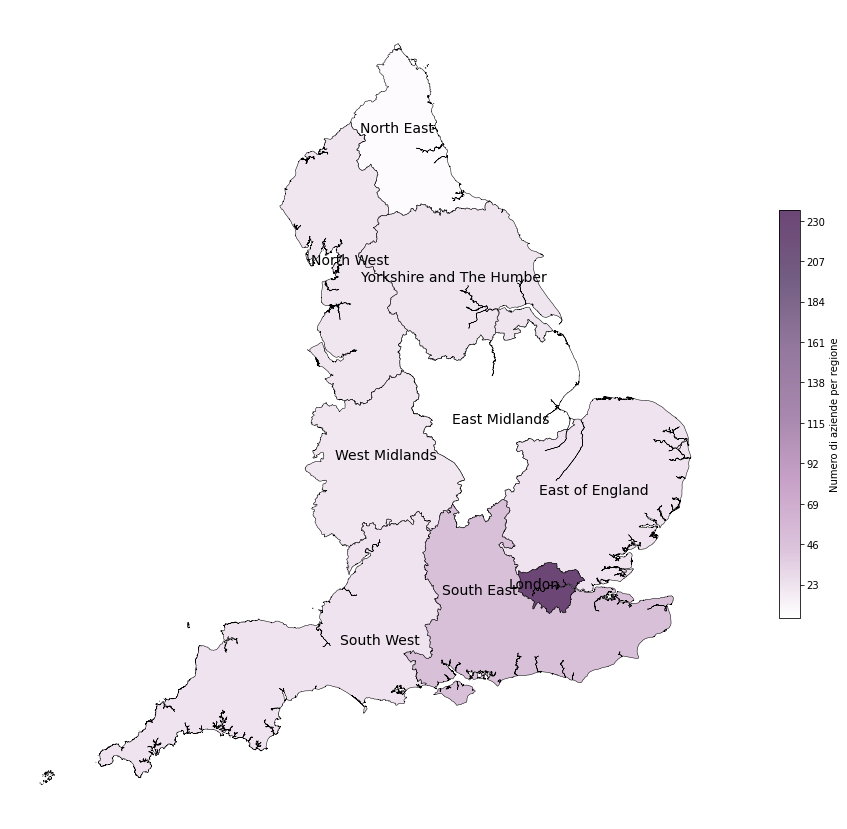 North East
North West
Yorkshire and The Humber
East Midlands
West Midlands
East of England
London
South East
South West
230
207
184
161
138
115
92
69
46
23
Numero di aziende per regione